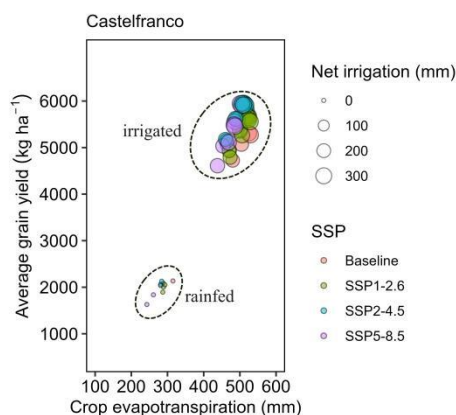 Castelfranco
Average grain yield (kg ha⁻¹)
6000
5000
4000
3000
2000
1000
irrigated
rainfed
100 200 300 400 500 600
Crop evapotranspiration (mm)
Net irrigation (mm)
0
100
200
300
SSP
Baseline
SSP1-2.6
SSP2-4.5
SSP5-8.5